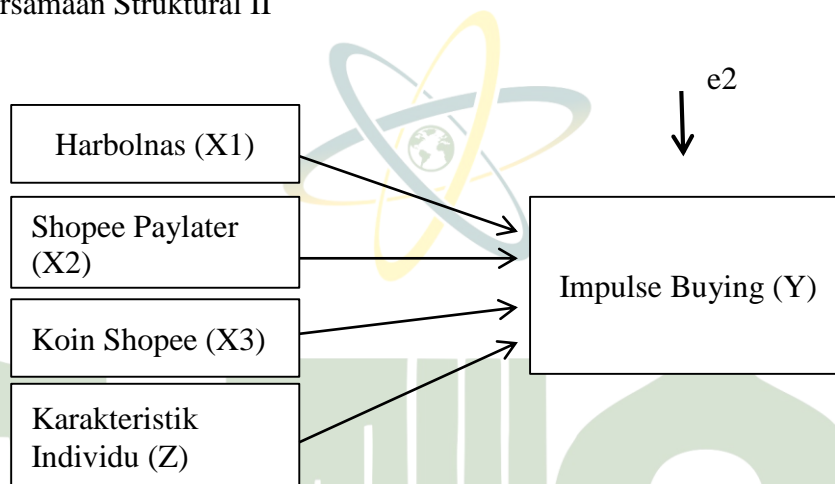 rsamaan Struktural II
e2
Harbolnas (X1)
Shopee Paylater
(X2)
Impulse Buying (Y)
Koin Shopee (X3)
Karakteristik
Individu (Z)